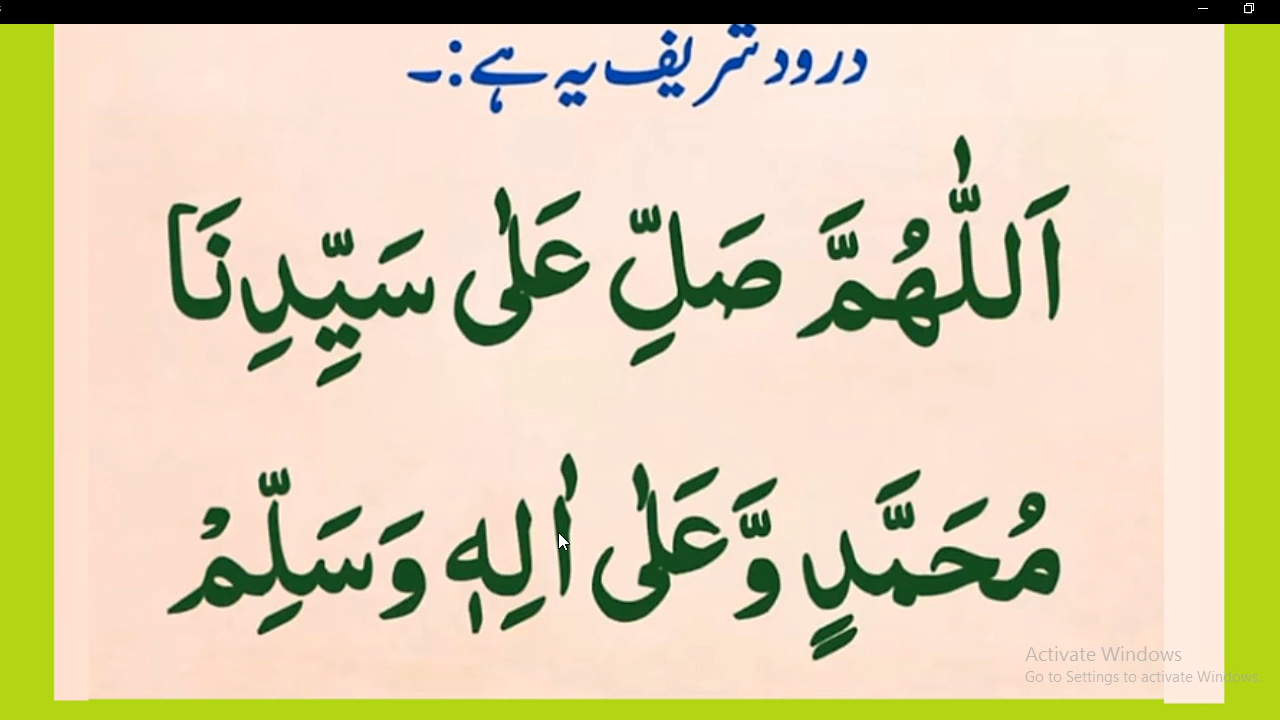 درود شریف یہ ہے:۔
اَللّٰهُمَّ صَلِّ عَلٰی سَیِّدِنَا
مُحَمَّدٍ وَّعَلٰی اٰلِهٖ وَسَلِّمْ
Activate Windows
Go to Settings to activate Windows.